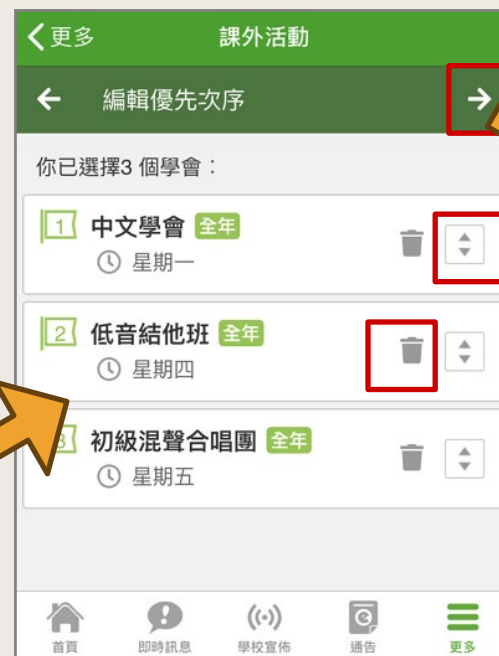 更多 課外活動
編輯優先次序
你已選擇3 個學會：
1 中文學會 全年
星期一
2 低音結他班 全年
星期四
初級混聲合唱團 全年
星期五
首頁 即時訊息 學校宣佈 通告 更多